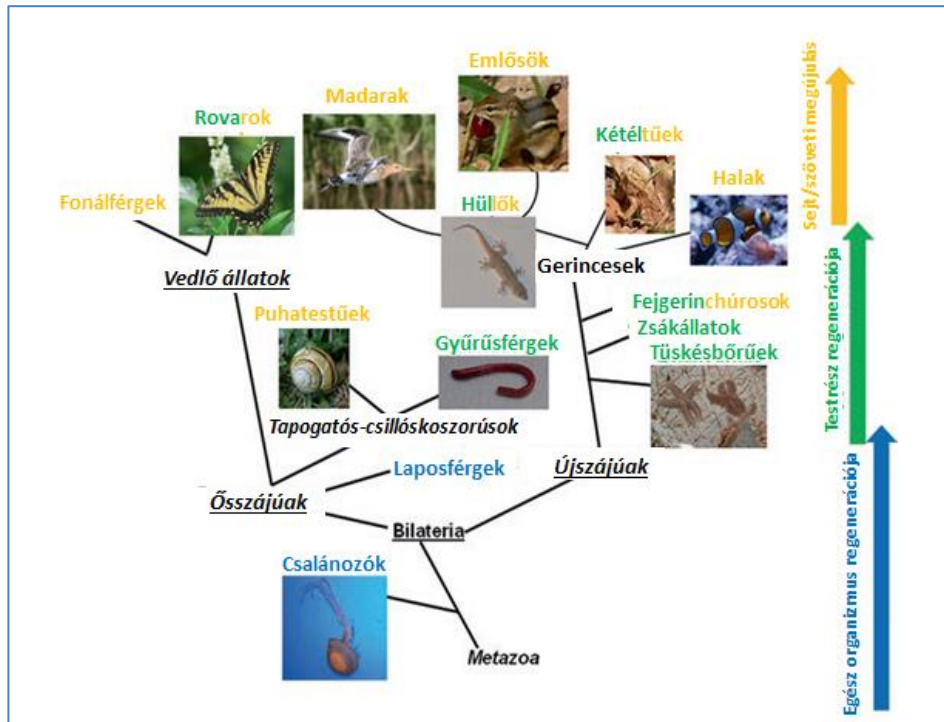 Emlősök
Madarak
Rovarok
Kétéltűek
Halak
Fonálférgek
Hüllők
Gerincesek
Vedlő állatok
Puhatestűek
Fejgerinchúrosok
Zsákállatok
Gyűrűsférgek
Tüskésbőrűek
Tapogatós-csillóskoszorúsok
Laposférgek
Újszájúak
Ősszájúak
Bilateria
Csalánozók
Metazoa
Sejt/szöveti megújulás
Testrész regenerációja
Egész organizmus regenerációja